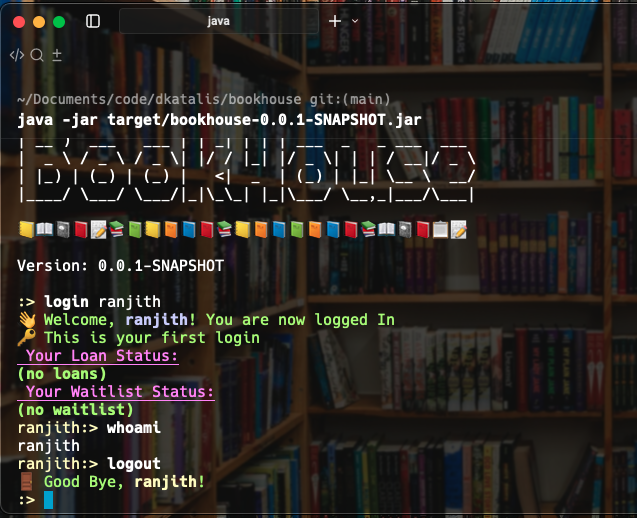 java
~/Documents/code/dkatalis/bookhouse git:(main)
java -jar target/bookhouse-0.0.1-SNAPSHOT.jar
BookHouse
Version: 0.0.1-SNAPSHOT
:> login ranjith
👋 Welcome, ranjith! You are now logged In
🔑 This is your first login
Your Loan Status:
(no loans)
Your Waitlist Status:
(no waitlist)
ranjith:> whoami
ranjith
ranjith:> logout
🚪 Good Bye, ranjith!
:>